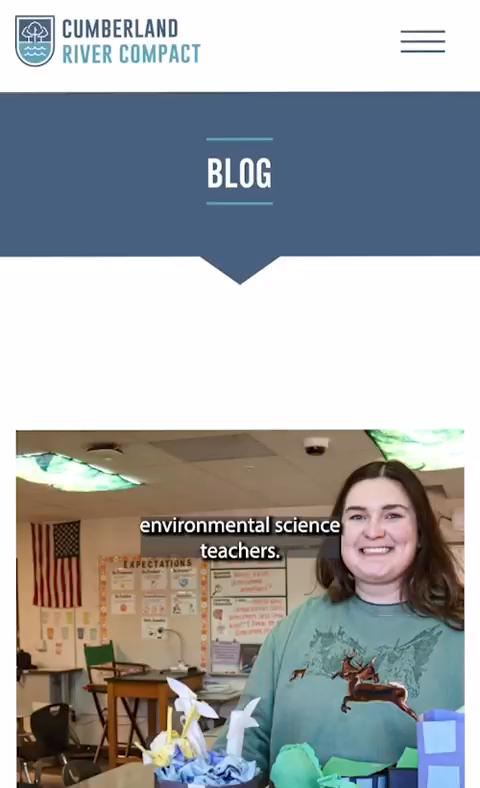 CUMBERLAND
RIVER COMPACT
BLOG
environmental science
teachers.
EXPECTATIONS